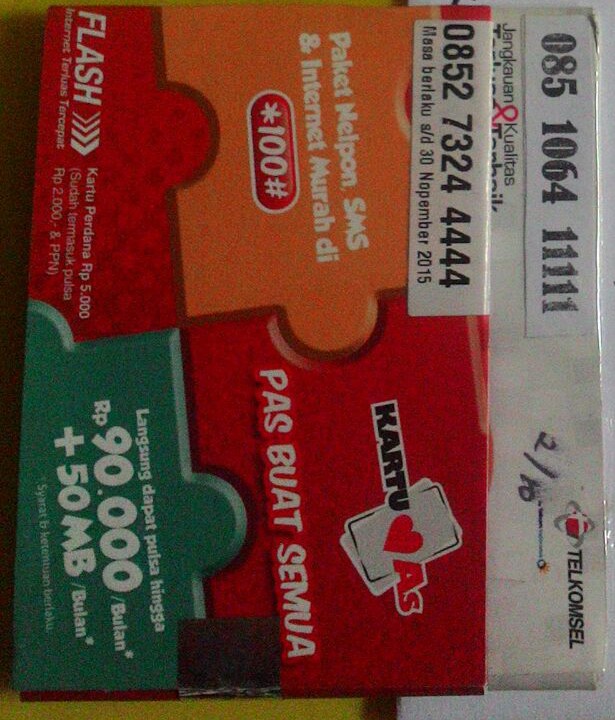 085 1064 11111
Jangkauan & Kualitas
TELKOMSEL
0852 7324 4444
Masa berlaku s/d 30 Nopember 2015
Paket Nelpon, SMS
& Internet Murah di
*100#
KARTU
As
PAS BUAT SEMUA
FLASH
Internet Terluas Tercepat
Kartu Perdana Rp 5.000
(Sudah termasuk pulsa
Rp 2.000,- & PPN)
Langsung dapat pulsa hingga
Rp 90.000 /Bulan*
+ 50MB /Bulan*
Syarat & ketentuan berlaku